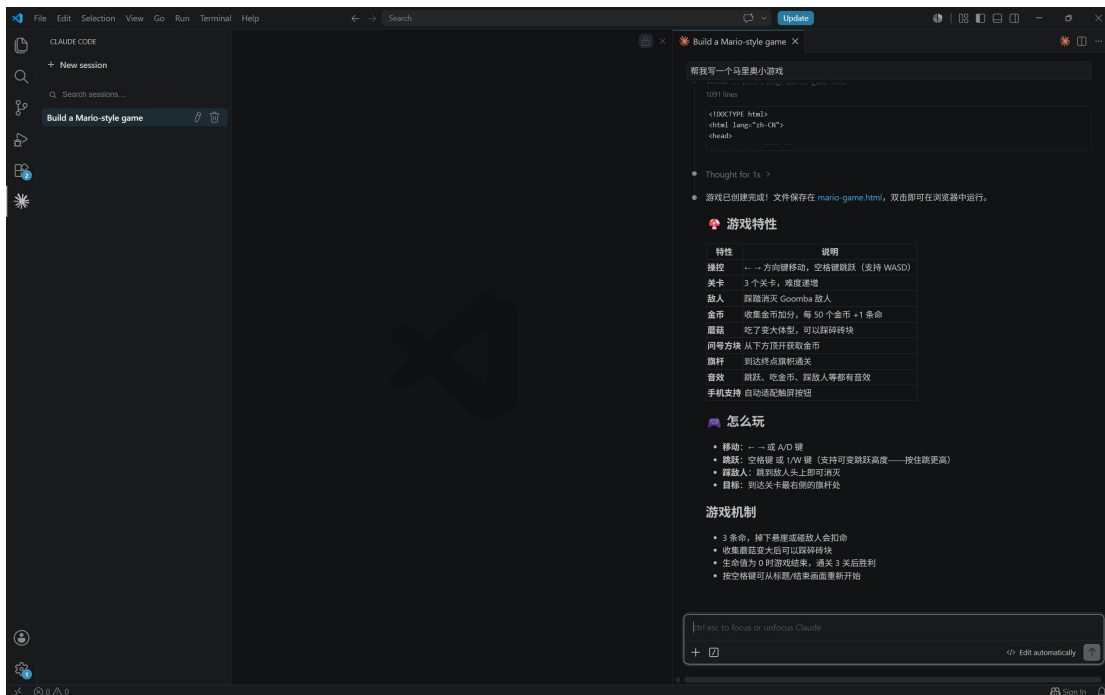 File Edit Selection View Go Run Terminal Help
Search
Update
CLAUDE CODE
+ New session
Search sessions...
Build a Mario-style game
Build a Mario-style game
帮我写一个马里奥小游戏
1091 lines
<!DOCTYPE html>
<html lang="zh-CN">
<head>
Thought for 1s >
游戏已创建完成！文件保存在 mario-game.html，双击即可在浏览器中运行。
🍄 游戏特性
特性 说明
操控 ← → 方向键移动，空格键跳跃（支持 WASD）
关卡 3 个关卡，难度递增
敌人 踩踏消灭 Goomba 敌人
金币 收集金币加分，每 50 个金币 +1 条命
蘑菇 吃了变大体型，可以踩碎砖块
问号方块 从下方顶开获取金币
旗杆 到达终点旗帜通关
音效 跳跃、吃金币、踩敌人等都有音效
手机支持 自动适配触屏按钮
🎮 怎么玩
• 移动：← → 或 A/D 键
• 跳跃：空格键 或 ↑/W 键（支持可变跳跃高度——按住跳更高）
• 踩敌人：跳到敌人头上即可消灭
• 目标：到达关卡最右侧的旗杆处
游戏机制
• 3 条命，掉下悬崖或碰敌人会扣命
• 收集蘑菇变大后可以踩碎砖块
• 生命值为 0 时游戏结束，通关 3 关后胜利
• 按空格键可从标题/结束画面重新开始
ctrl esc to focus or unfocus Claude
</> Edit automatically
2
1
0 0
Sign In